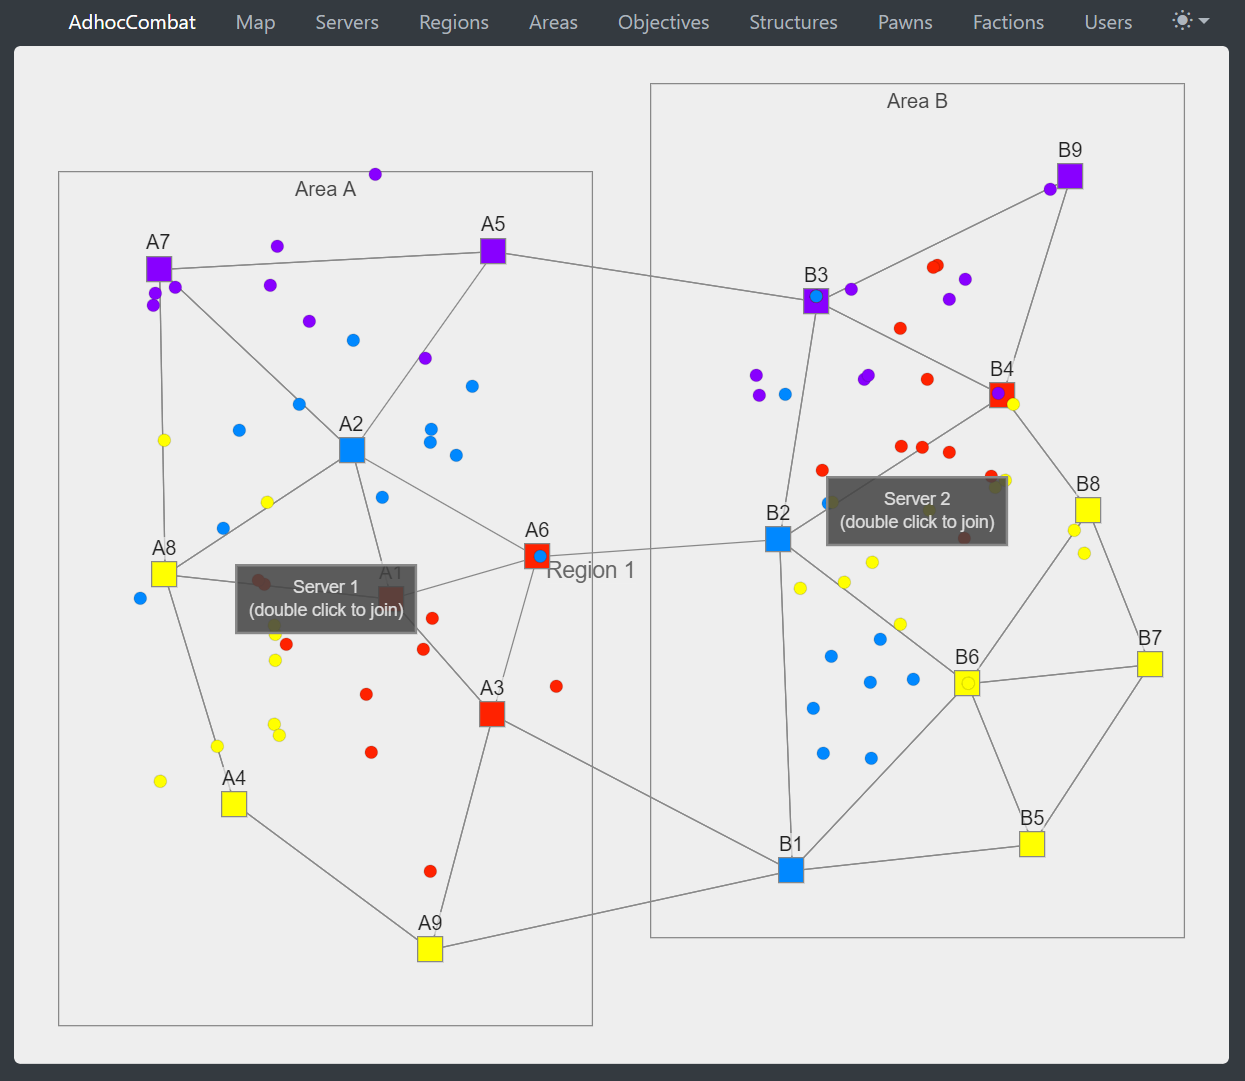 AdhocCombat Map Servers Regions Areas Objectives Structures Pawns Factions Users
Area B
B9
Area A
A5
A7
B3
B4
A2
B8
Server 2
(double click to join)
B2
A6
A8
Region 1
A1
Server 1
(double click to join)
B7
B6
A3
A4
B5
B1
A9